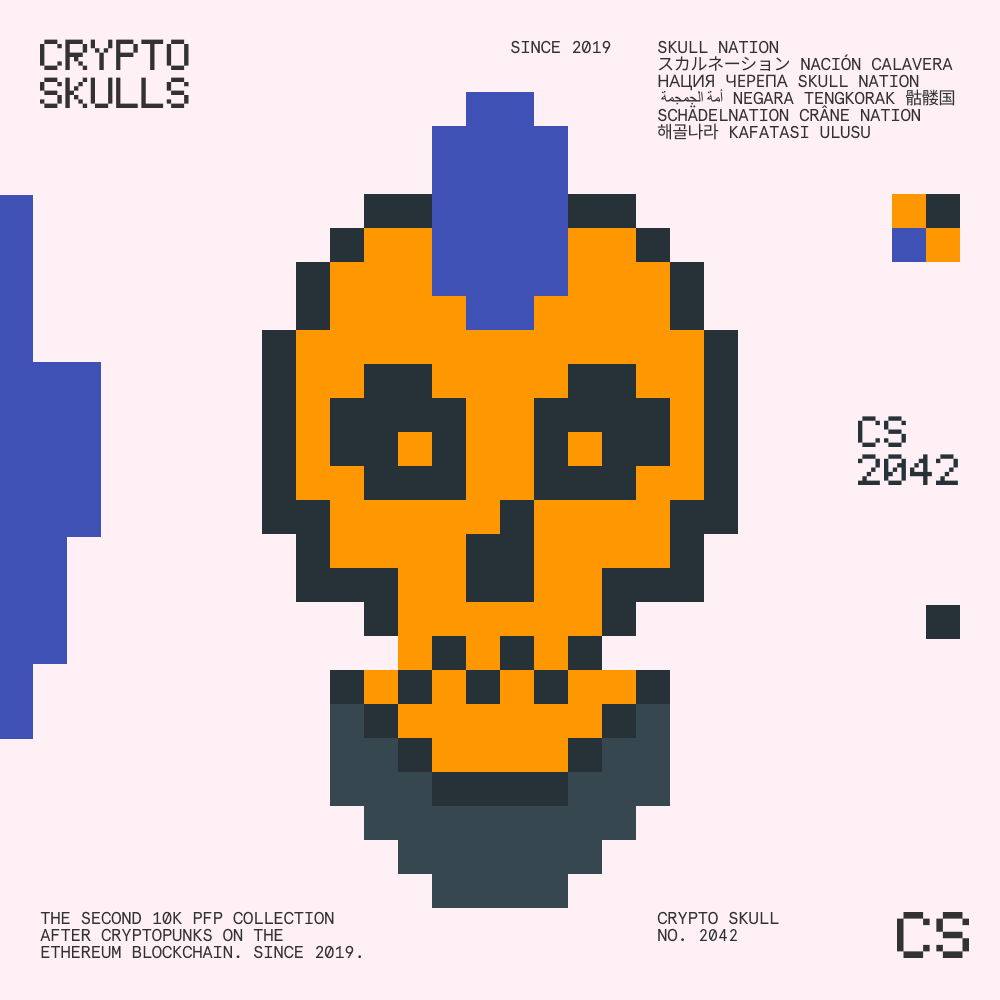 CRYPTO
SKULLS
SINCE 2019
SKULL NATION
スカルネーション NACIÓN CALAVERA
НАЦИЯ ЧЕРЕПА SKULL NATION
أمة الجمجمة NEGARA TENGKORAK 骷髅国
SCHÄDELNATION CRÂNE NATION
해골나라 KAFATASI ULUSU
CS
2042
THE SECOND 10K PFP COLLECTION
AFTER CRYPTOPUNKS ON THE
ETHEREUM BLOCKCHAIN. SINCE 2019.
CRYPTO SKULL
NO. 2042
CS